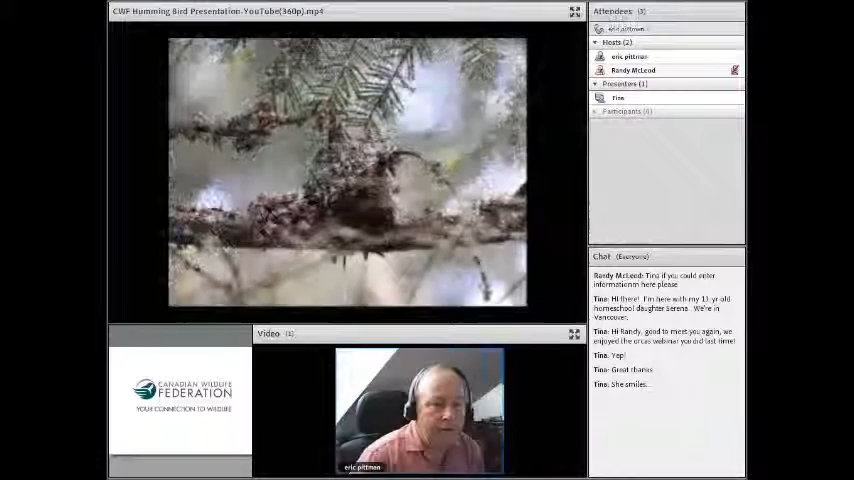 CWF Humming Bird Presentation-YouTube(360p).mp4
Attendees (3)
eric pittman
Hosts (2)
eric pittman
Randy McLeod
Presenters (1)
Tina
Participants (0)
Chat (Everyone)
Randy McLeod: Tina if you could enter
informationm here please
Tina: Hi there! I'm here with my 11 yr old
homeschool daughter Serena. We're in
Vancouver.
Tina: Hi Randy, good to meet you again, we
enjoyed the orcas webinar you did last time!
Tina: Yep!
Tina: Great thanks
Tina: She smiles...
Video (1)
CANADIAN WILDLIFE
FEDERATION
YOUR CONNECTION TO WILDLIFE
eric pittman